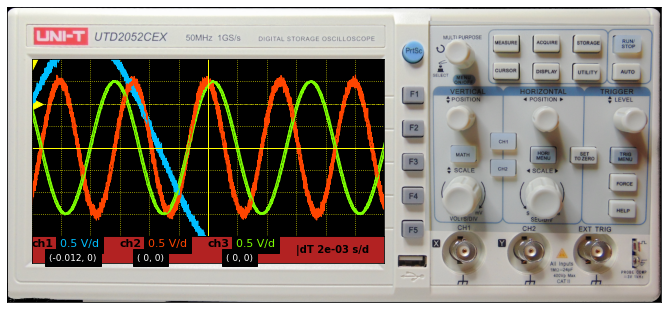 UNI-T UTD2052CEX 50MHz 1GS/s DIGITAL STORAGE OSCILLOSCOPE
MULTI PURPOSE
SELECT
PrtSc
MEASURE ACQUIRE STORAGE RUN/ STOP
CURSOR DISPLAY UTILITY AUTO
F1
F2
F3
F4
F5
VERTICAL HORIZONTAL TRIGGER
POSITION POSITION LEVEL
MATH CH1 HORI MENU SET TO ZERO TRIG MENU
CH2
SCALE SCALE FORCE
HELP
VOLTS/DIV
CH1 CH2 EXT TRIG
X Y
All Inputs
CAT II
ch1 0.5 V/d ch2 0.5 V/d ch3 0.5 V/d |dT 2e-03 s/d
(-0.012, 0) ( 0, 0) ( 0, 0)